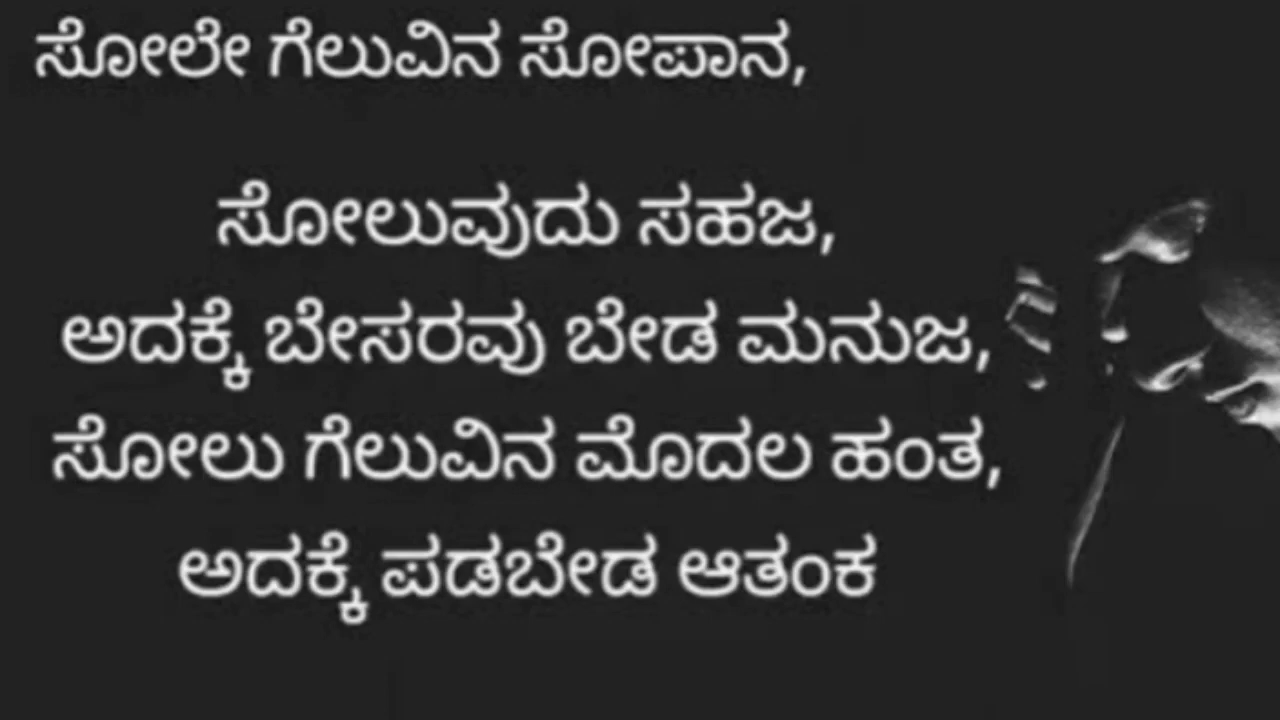 ಸೋಲೇ ಗೆಲುವಿನ ಸೋಪಾನ,
ಸೋಲುವುದು ಸಹಜ,
ಅದಕ್ಕೆ ಬೇಸರವು ಬೇಡ ಮನುಜ,
ಸೋಲು ಗೆಲುವಿನ ಮೊದಲ ಹಂತ,
ಅದಕ್ಕೆ ಪಡಬೇಡ ಆತಂಕ